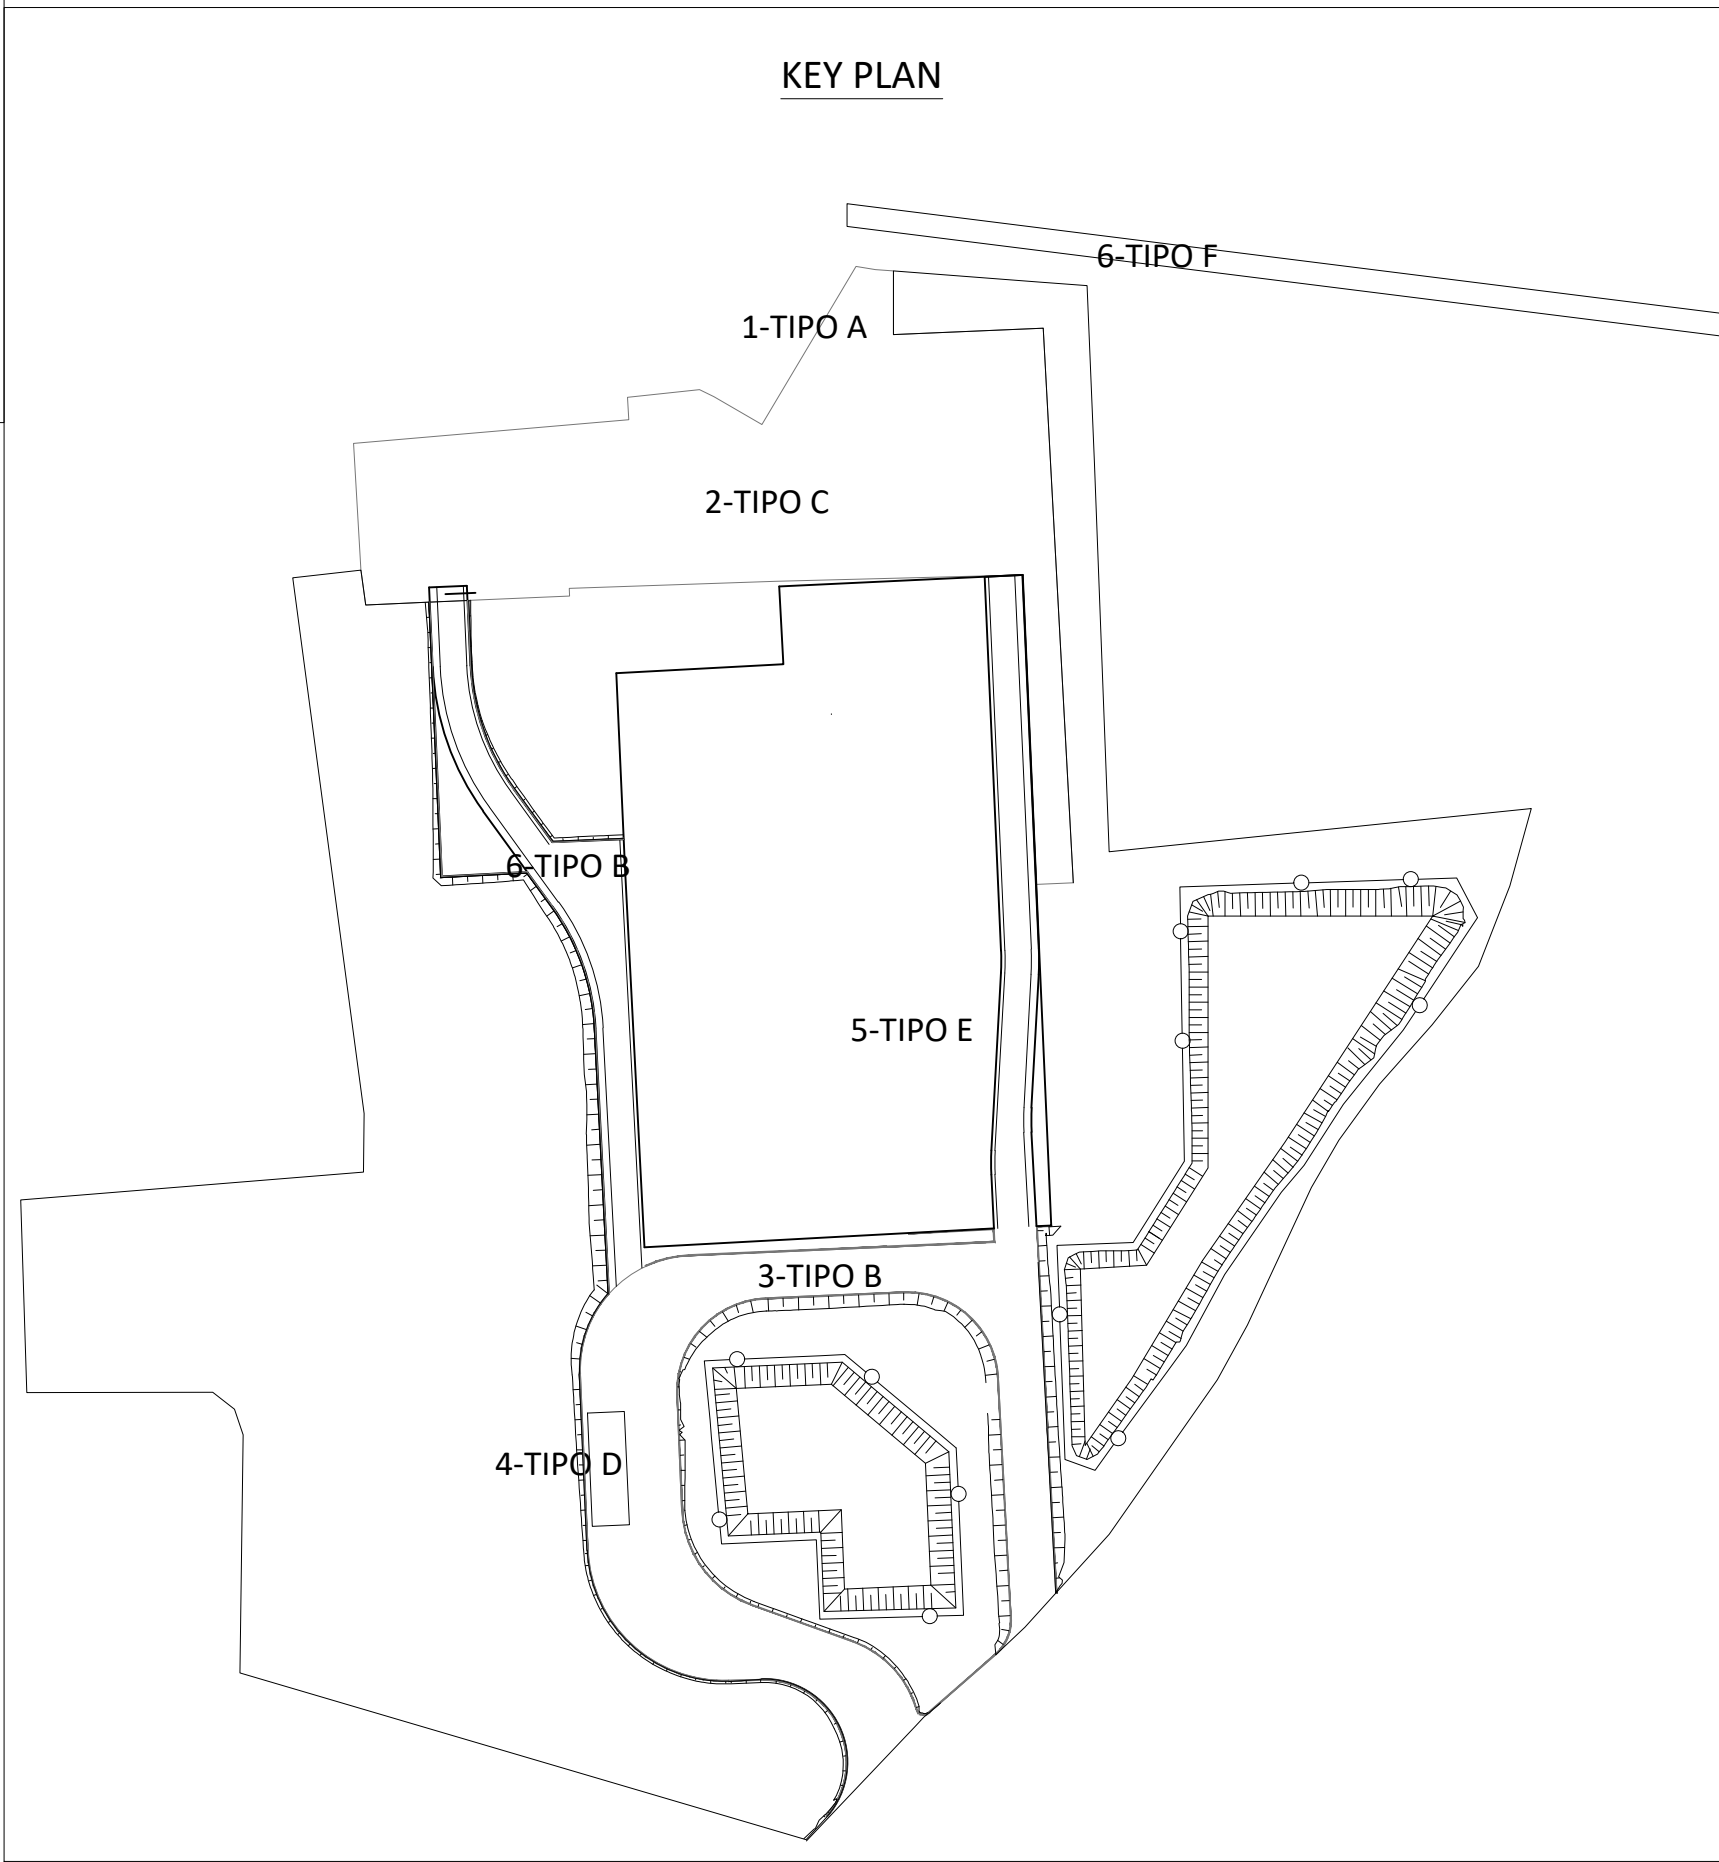 KEY PLAN
6-TIPO F
1-TIPO A
2-TIPO C
6-TIPO B
5-TIPO E
3-TIPO B
4-TIPO D